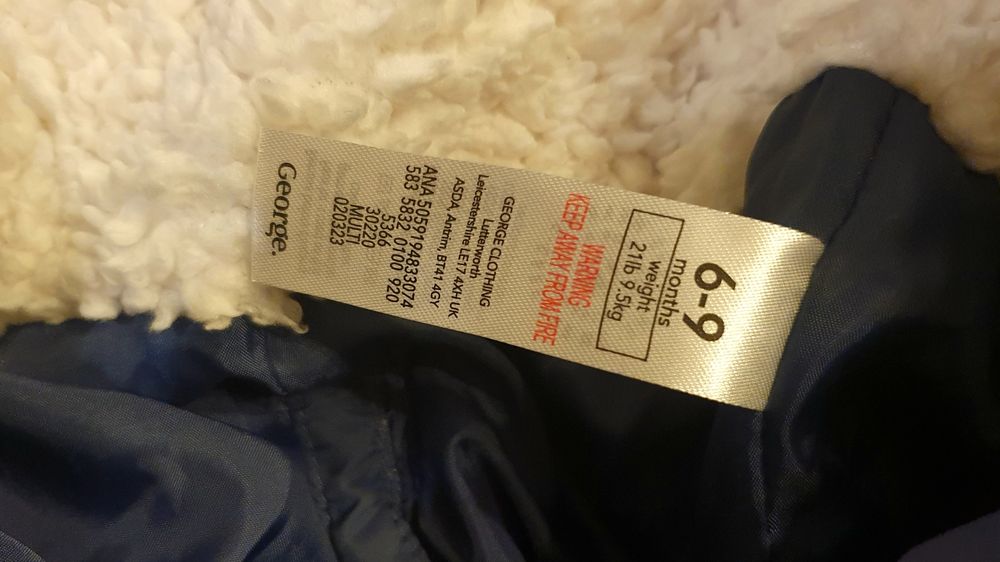 6-9
months
weight
21lb 9.5kg
WARNING
KEEP AWAY FROM FIRE
GEORGE CLOTHING
Lutterworth
Leicestershire LE17 4XH UK
ASDA, Antrim, BT41 4GY
ANA 5059194833074
583 5832 0100 920
5366
30220
MULTI
020323
George.